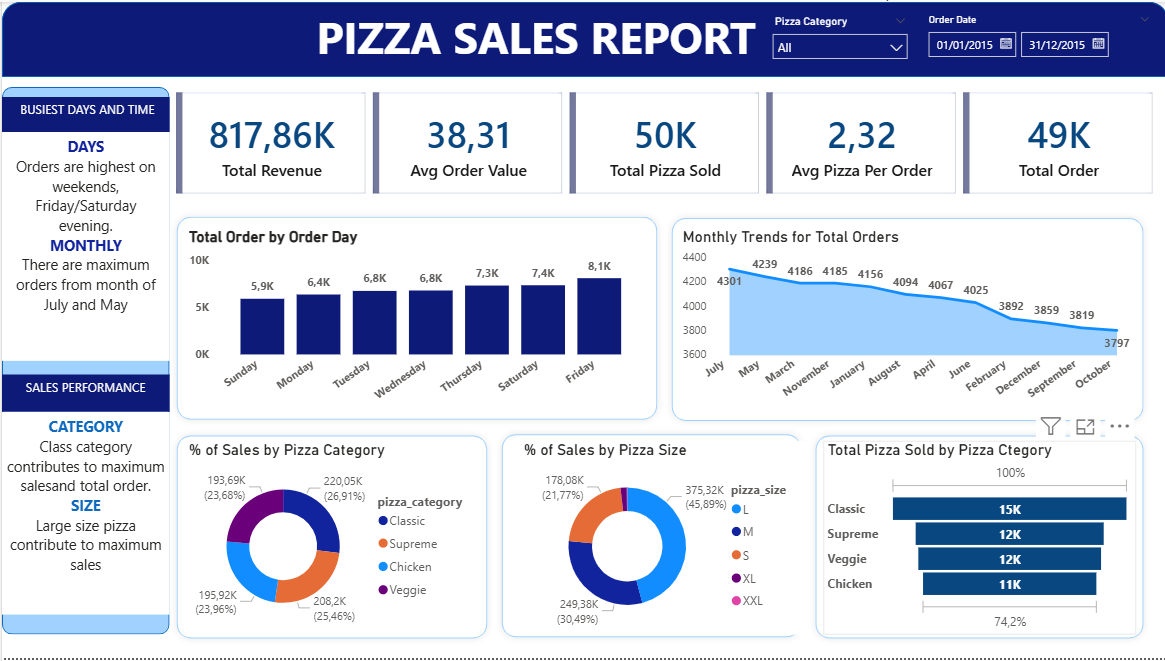 PIZZA SALES REPORT
Pizza Category
All
Order Date
01/01/2015
31/12/2015
BUSIEST DAYS AND TIME
DAYS
Orders are highest on
weekends,
Friday/Saturday
evening.
MONTHLY
There are maximum
orders from month of
July and May
SALES PERFORMANCE
CATEGORY
Class category
contributes to maximum
salesand total order.
SIZE
Large size pizza
contribute to maximum
sales
817,86K
Total Revenue
38,31
Avg Order Value
50K
Total Pizza Sold
2,32
Avg Pizza Per Order
49K
Total Order
Total Order by Order Day
10K
5K
0K
5,9K
6,4K
6,8K
6,8K
7,3K
7,4K
8,1K
Sunday
Monday
Tuesday
Wednesday
Thursday
Saturday
Friday
Monthly Trends for Total Orders
4400
4200
4000
3800
3600
4301
4239
4186
4185
4156
4094
4067
4025
3892
3859
3819
3797
July
May
March
November
January
August
April
June
February
December
September
October
% of Sales by Pizza Category
193,69K
(23,68%)
220,05K
(26,91%)
195,92K
(23,96%)
208,2K
(25,46%)
pizza_category
Classic
Supreme
Chicken
Veggie
% of Sales by Pizza Size
178,08K
(21,77%)
375,32K
(45,89%)
249,38K
(30,49%)
pizza_size
L
M
S
XL
XXL
Total Pizza Sold by Pizza Ctegory
100%
Classic
15K
Supreme
12K
Veggie
12K
Chicken
11K
74,2%